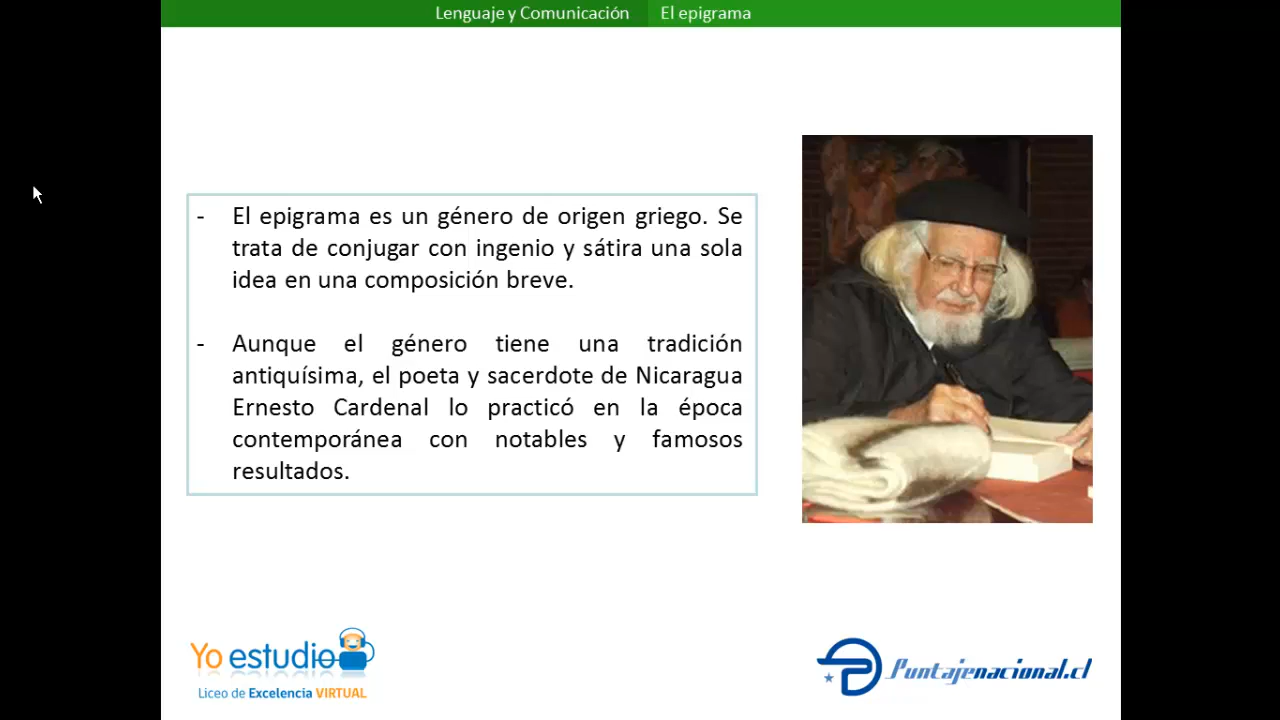 Lenguaje y Comunicación El epigrama
- El epigrama es un género de origen griego. Se
trata de conjugar con ingenio y sátira una sola
idea en una composición breve.
- Aunque el género tiene una tradición
antiquísima, el poeta y sacerdote de Nicaragua
Ernesto Cardenal lo practicó en la época
contemporánea con notables y famosos
resultados.
Yo estudio
Liceo de Excelencia VIRTUAL
Puntajenacional.cl